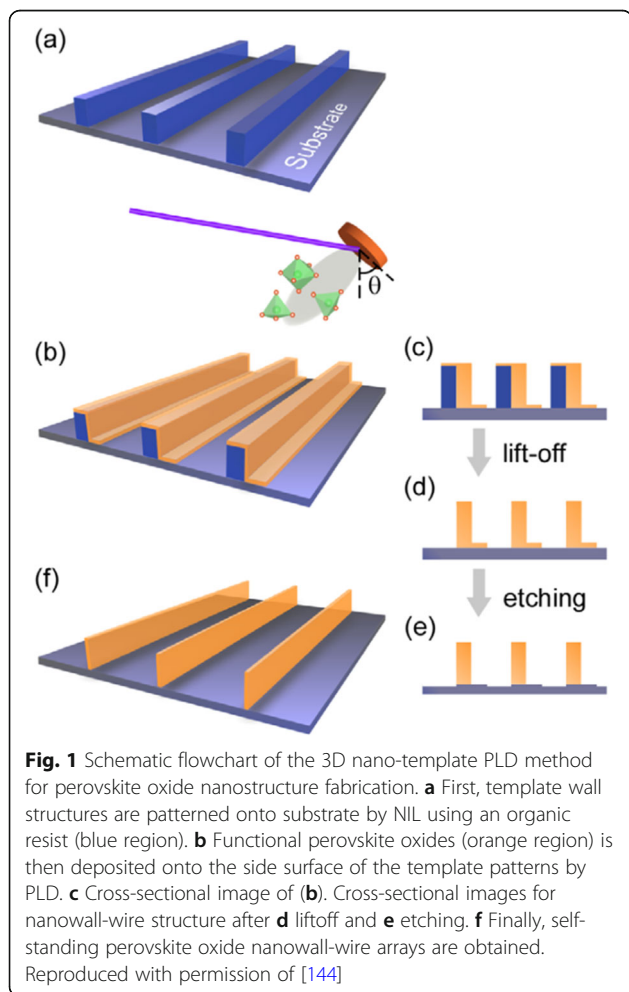 (a)
Substrate
θ
(b)
(c)
lift-off
(d)
(f)
etching
(e)
Fig. 1 Schematic flowchart of the 3D nano-template PLD method
for perovskite oxide nanostructure fabrication. a First, template wall
structures are patterned onto substrate by NIL using an organic
resist (blue region). b Functional perovskite oxides (orange region) is
then deposited onto the side surface of the template patterns by
PLD. c Cross-sectional image of (b). Cross-sectional images for
nanowall-wire structure after d liftoff and e etching. f Finally, self-
standing perovskite oxide nanowall-wire arrays are obtained.
Reproduced with permission of [144]